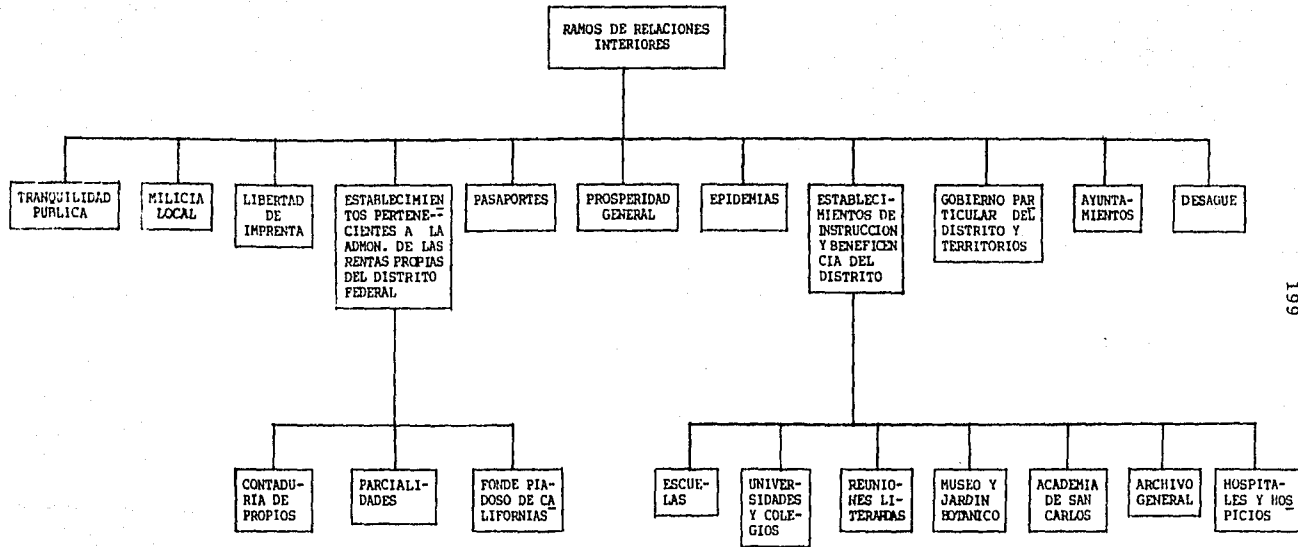 RAMOS DE RELACIONES
INTERIORES
TRANQUILIDAD
PUBLICA
MILICIA
LOCAL
LIBERTAD
DE
IMPRENTA
ESTABLECIMIEN
TOS PERTENE-
CIENTES A LA
ADMON. DE LAS
RENTAS PROPIAS
DEL DISTRITO
FEDERAL
PASAPORTES
PROSPERIDAD
GENERAL
EPIDEMIAS
ESTABLECI-
MIENTOS DE
INSTRUCCION
Y BENEFICEN
CIA DEL
DISTRITO
GOBIERNO PAR
TICULAR DEL
DISTRITO Y
TERRITORIOS
AYUNTA-
MIENTOS
DESAGUE
199
CONTADU-
RIA DE
PROPIOS
PARCIALI-
DADES
FONDE PIA-
DOSO DE CA
LIFORNIAS
ESCUE-
LAS
UNIVER-
SIDADES
Y COLE-
GIOS
REUNIO-
NES LI-
TERARIAS
MUSEO Y
JARDIN
BOTANICO
ACADEMIA
DE SAN
CARLOS
ARCHIVO
GENERAL
HOSPITA-
LES Y HOS
PICIOS